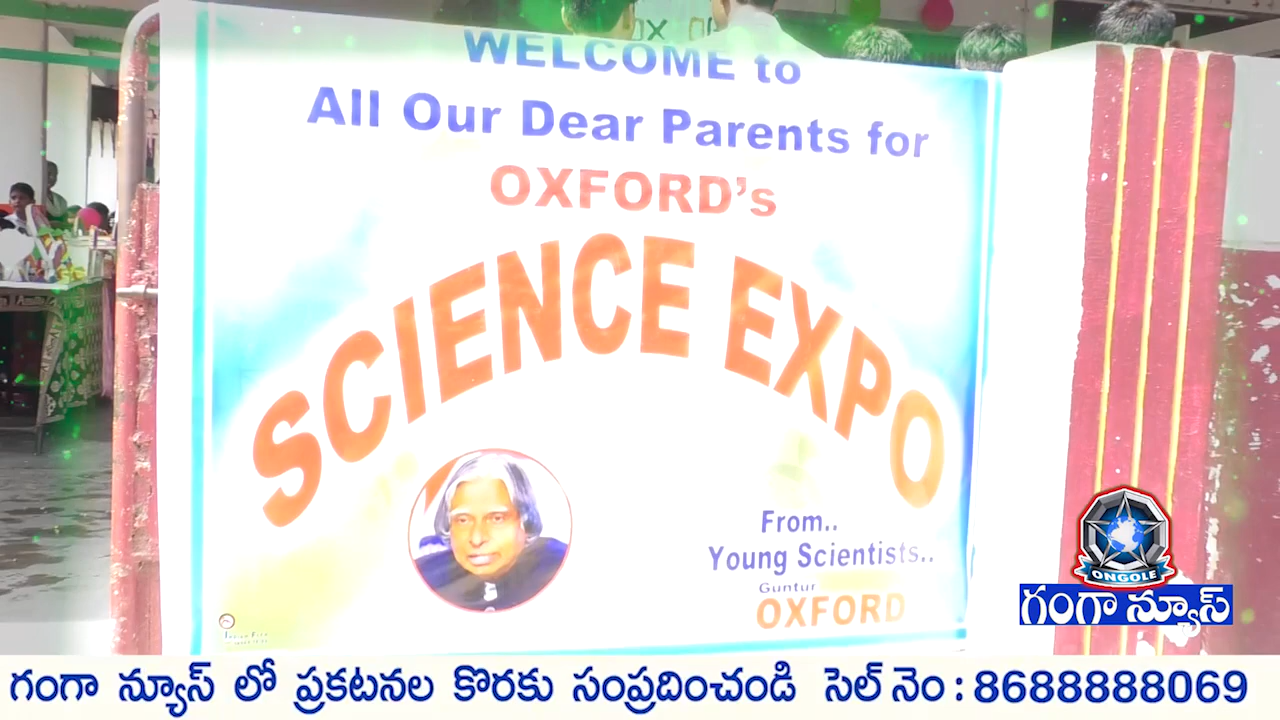 WELCOME to
All Our Dear Parents for
OXFORD's
SCIENCE EXPO
From..
Young Scientists..
Guntur
OXFORD
ONGOLE
గంగా న్యూస్
గంగా న్యూస్ లో ప్రకటనల కొరకు సంప్రదించండి సెల్ నెం : 8688888069